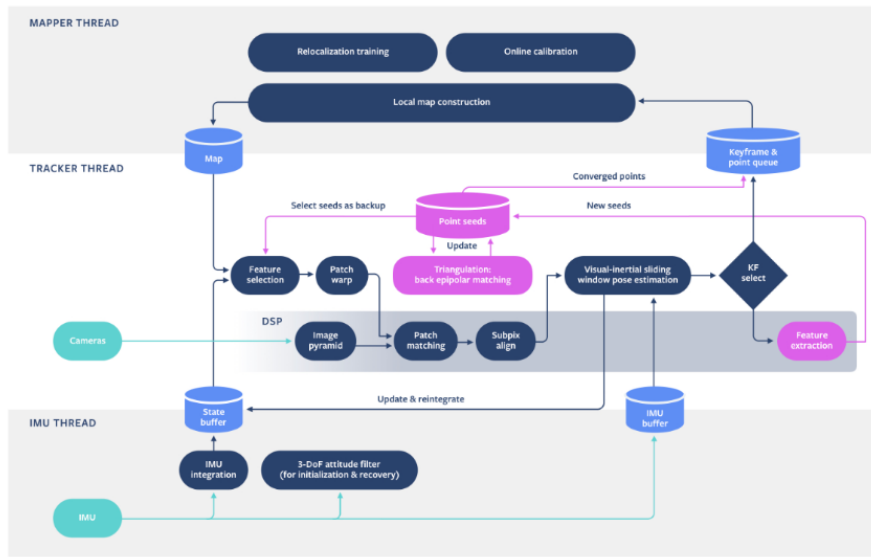 MAPPER THREAD
Relocalization training
Online calibration
Local map construction
Map
Keyframe &
point queue
TRACKER THREAD
Converged points
Select seeds as backup
Point seeds
New seeds
Update
Feature
selection
Patch
warp
Triangulation:
back epipolar matching
Visual-inertial sliding
window pose estimation
KF
select
DSP
Cameras
Image
pyramid
Patch
matching
Subpix
align
Feature
extraction
Update & reintegrate
State
buffer
IMU
buffer
IMU THREAD
IMU
integration
3-DoF attitude filter
(for initialization & recovery)
IMU